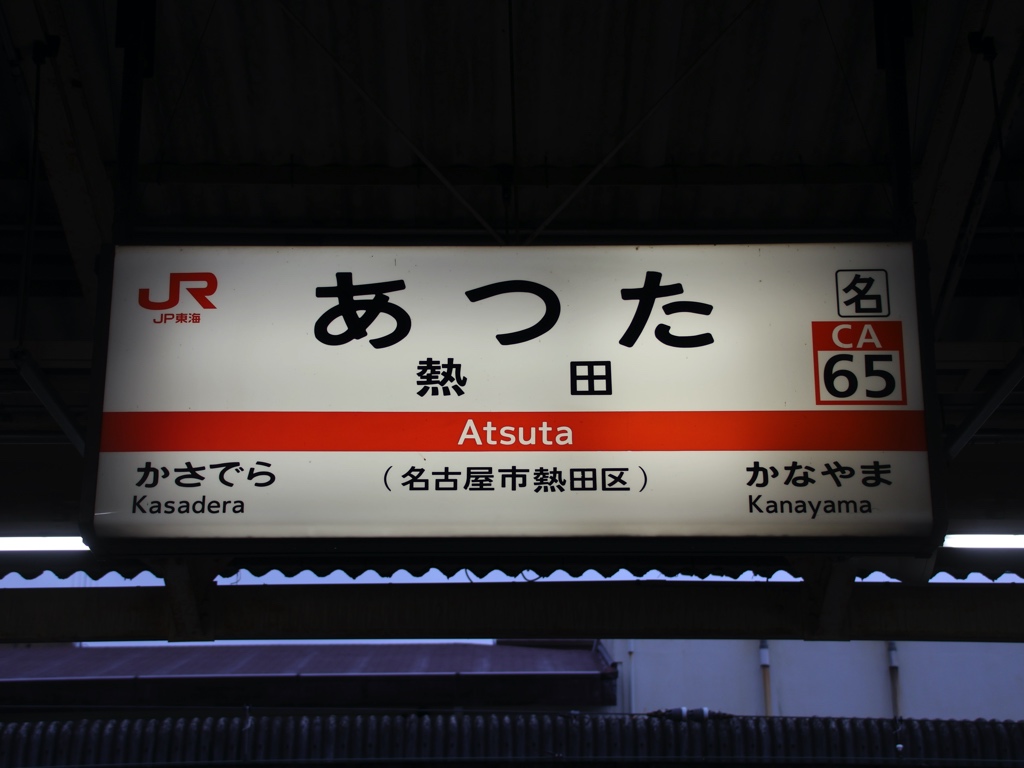 JR
JR東海
あつた
名
熱田
CA
65
Atsuta
かさでら
Kasadera
（名古屋市熱田区）
かなやま
Kanayama